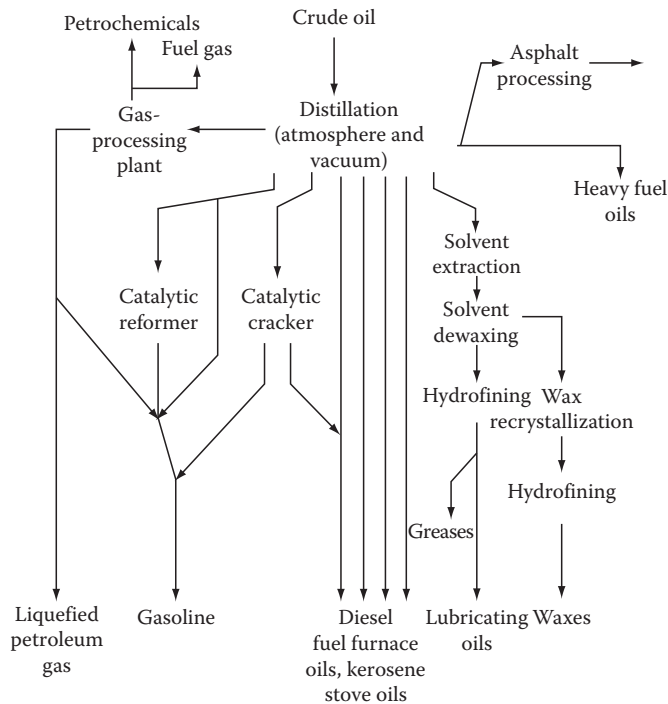 Petrochemicals
Fuel gas
Crude oil
Asphalt
processing
Gas-
processing
plant
Distillation
(atmosphere and
vacuum)
Heavy fuel
oils
Solvent
extraction
Catalytic
reformer
Catalytic
cracker
Solvent
dewaxing
Hydrofining
Wax
recrystallization
Hydrofining
Greases
Liquefied
petroleum
gas
Gasoline
Diesel
fuel furnace
oils, kerosene
stove oils
Lubricating
oils
Waxes